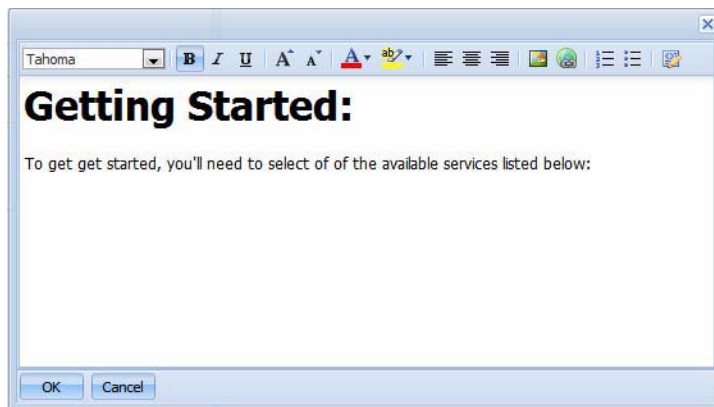 Tahoma B I U A A A ab
Getting Started:
To get get started, you'll need to select of of the available services listed below:
OK Cancel